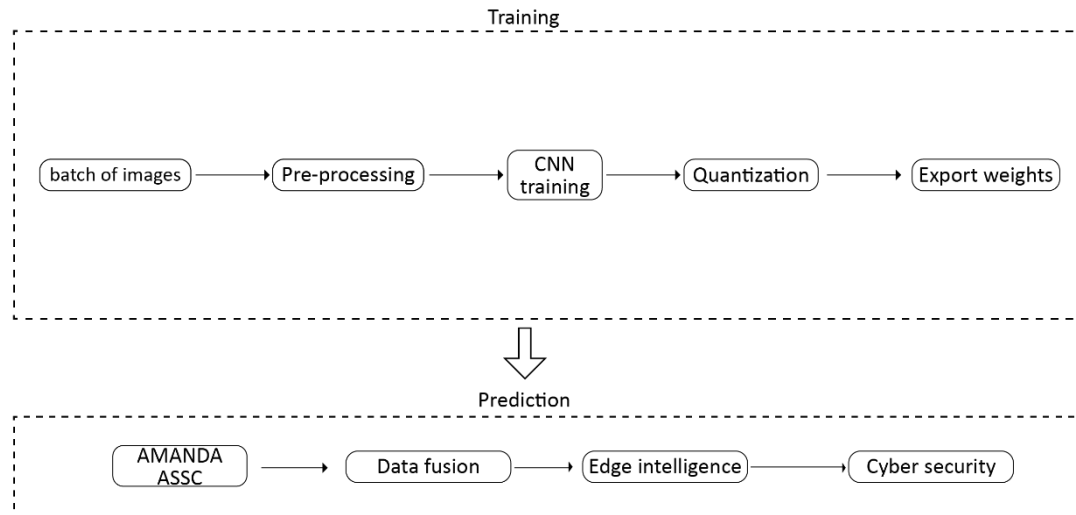 Training
batch of images
Pre-processing
CNN
training
Quantization
Export weights
Prediction
AMANDA
ASSC
Data fusion
Edge intelligence
Cyber security